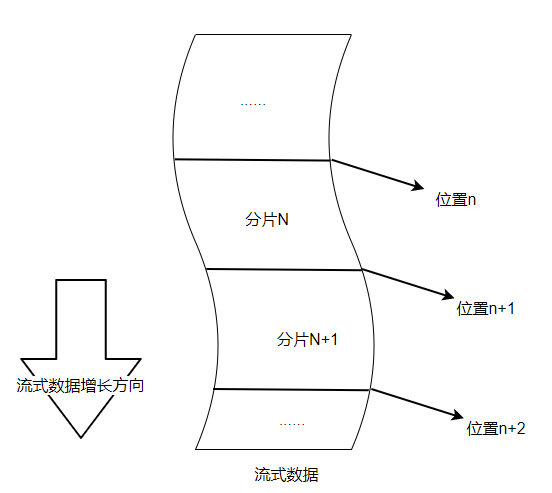 ……
位置n
分片N
位置n+1
分片N+1
流式数据增长方向
……
位置n+2
流式数据